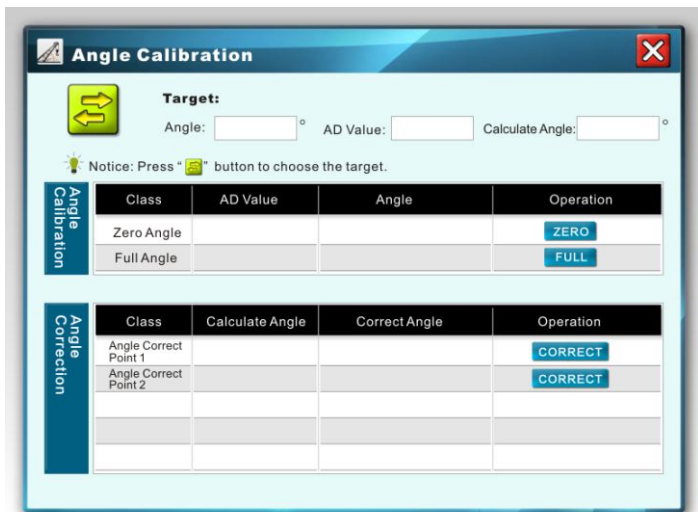 Angle Calibration
Target:
Angle: ° AD Value: Calculate Angle: °
Notice: Press “ ” button to choose the target.
Angle
Calibration
Class AD Value Angle Operation
Zero Angle ZERO
Full Angle FULL
Angle
Correction
Class Calculate Angle Correct Angle Operation
Angle Correct
Point 1 CORRECT
Angle Correct
Point 2 CORRECT